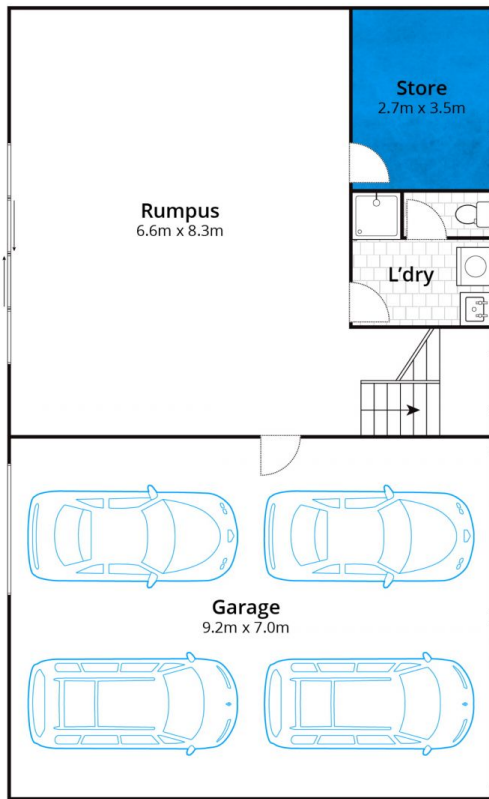 Store
2.7m x 3.5m
Rumpus
6.6m x 8.3m
L'dry
Garage
9.2m x 7.0m